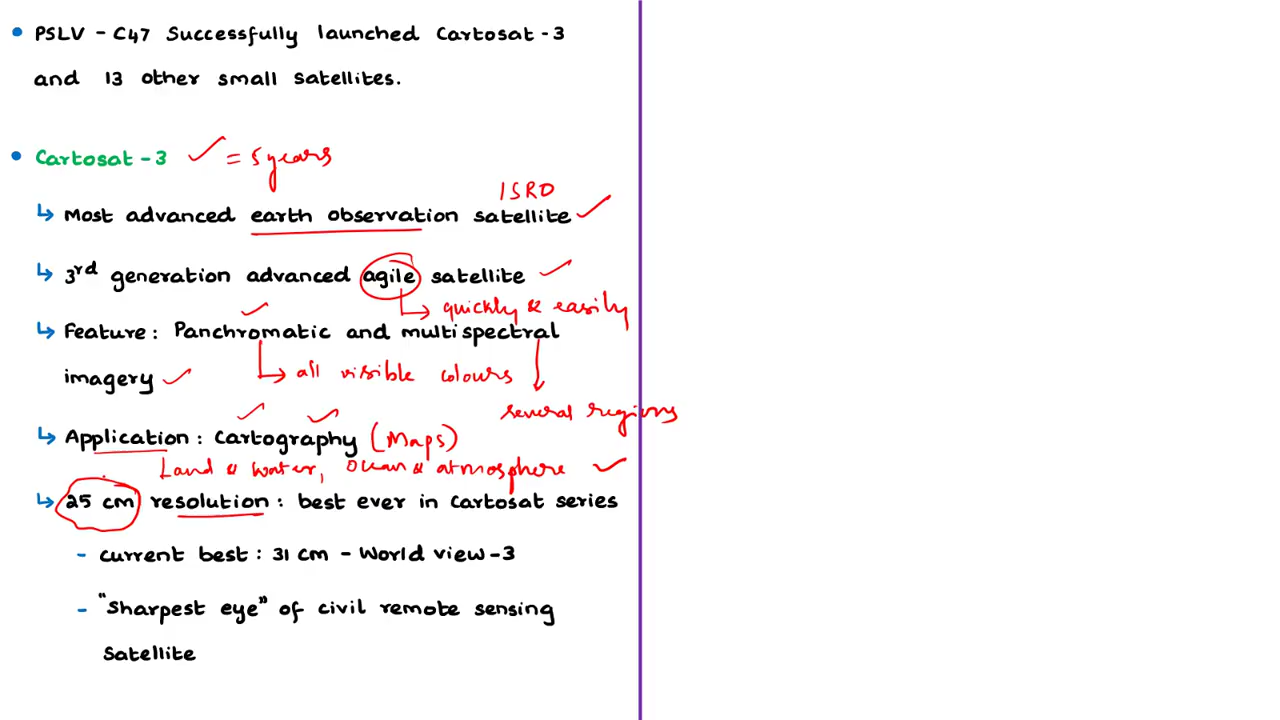 PSLV - C47 Successfully launched Cartosat - 3
and 13 other small satellites.
Cartosat - 3 = 5 years
ISRO
Most advanced earth observation satellite
3rd generation advanced agile satellite
quickly & easily
Feature: Panchromatic and multispectral
imagery all visible colours
several regions
Application: Cartography (Maps)
Land & water, Ocean & atmosphere
25 cm resolution: best ever in Cartosat series
- current best: 31 cm - World view - 3
- "Sharpest eye" of civil remote sensing
Satellite